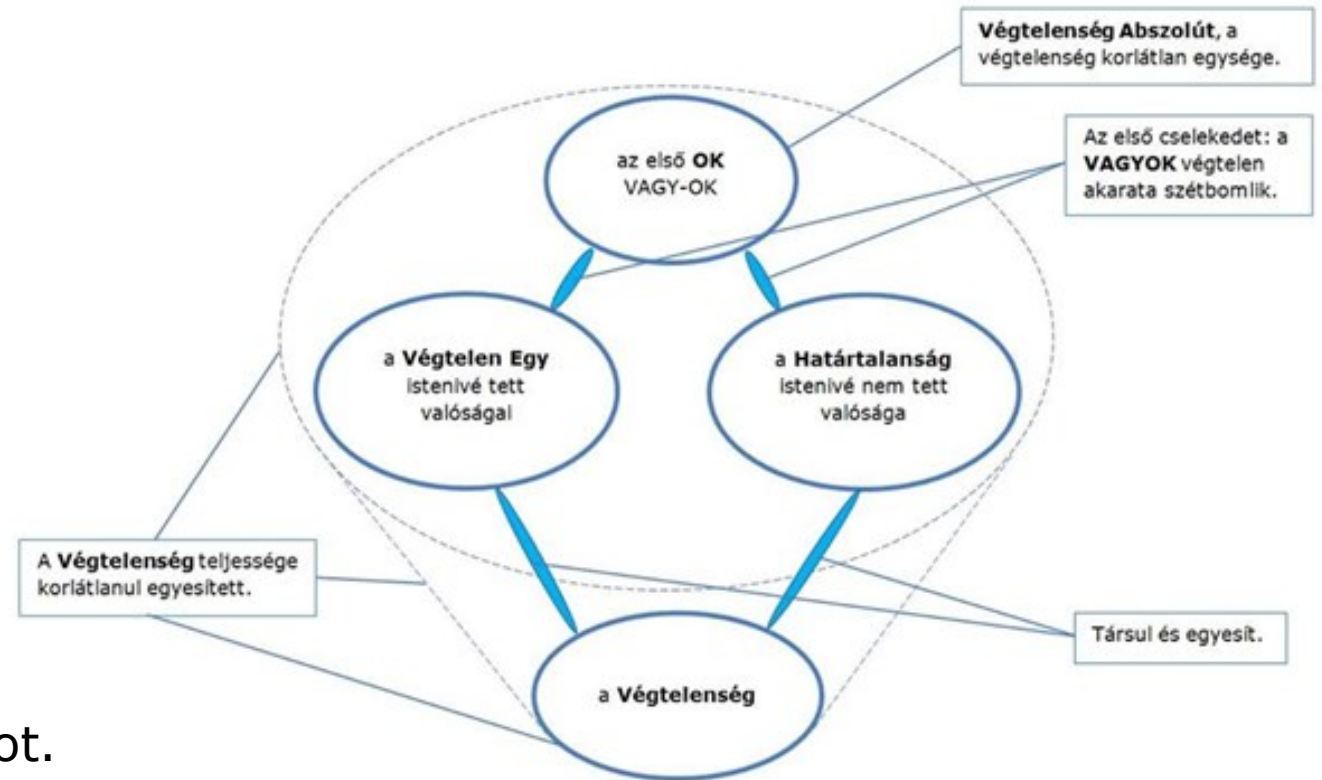 Végtelenség Abszolút, a
végtelenség korlátlan egysége.
Az első cselekedet: a
VAGYOK végtelen
akarata szétbomlik.
az első OK
VAGY-OK
a Végtelen Egy
istenivé tett
valóságai
a Határtalanság
istenivé nem tett
valósága
A Végtelenség teljessége
korlátlanul egyesített.
Társul és egyesít.
a Végtelenség
ot.